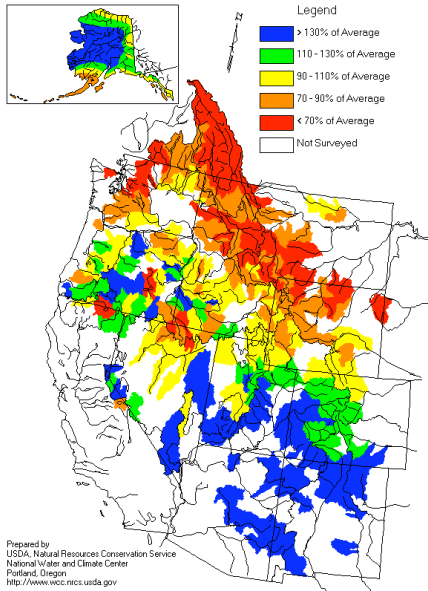 Legend
> 130% of Average
110 - 130% of Average
90 - 110% of Average
70 - 90% of Average
< 70% of Average
Not Surveyed
Prepared by
USDA, Natural Resources Conservation Service
National Water and Climate Center
Portland, Oregon
http://www.wcc.nrcs.usda.gov